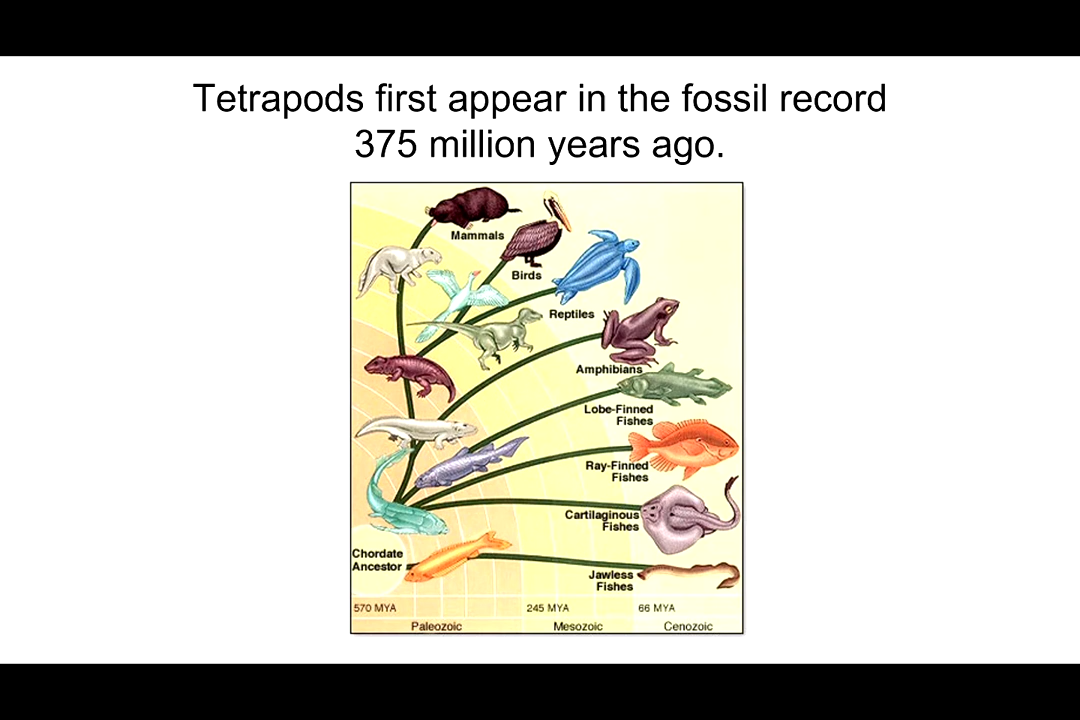 Tetrapods first appear in the fossil record
375 million years ago.
Mammals
Birds
Reptiles
Amphibians
Lobe-Finned
Fishes
Ray-Finned
Fishes
Cartilaginous
Fishes
Chordate
Ancestor
Jawless
Fishes
570 MYA 245 MYA 66 MYA
Paleozoic Mesozoic Cenozoic